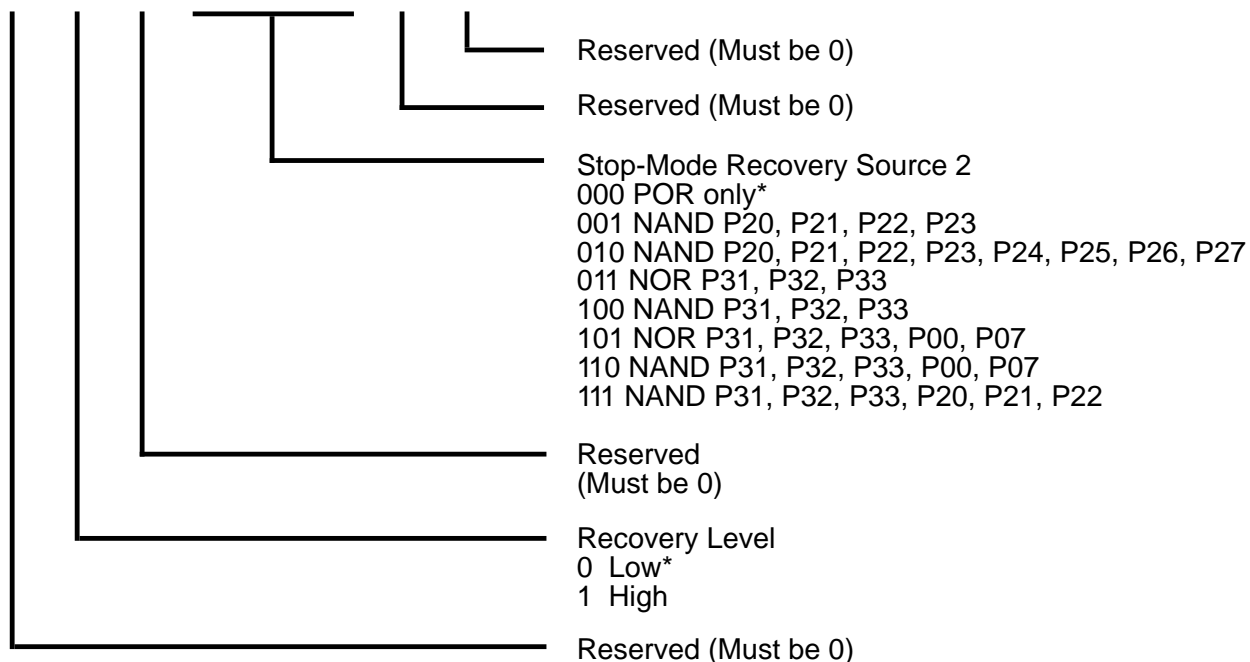 Reserved (Must be 0)
Reserved (Must be 0)
Stop-Mode Recovery Source 2
000 POR only*
001 NAND P20, P21, P22, P23
010 NAND P20, P21, P22, P23, P24, P25, P26, P27
011 NOR P31, P32, P33
100 NAND P31, P32, P33
101 NOR P31, P32, P33, P00, P07
110 NAND P31, P32, P33, P00, P07
111 NAND P31, P32, P33, P20, P21, P22
Reserved
(Must be 0)
Recovery Level
0 Low*
1 High
Reserved (Must be 0)